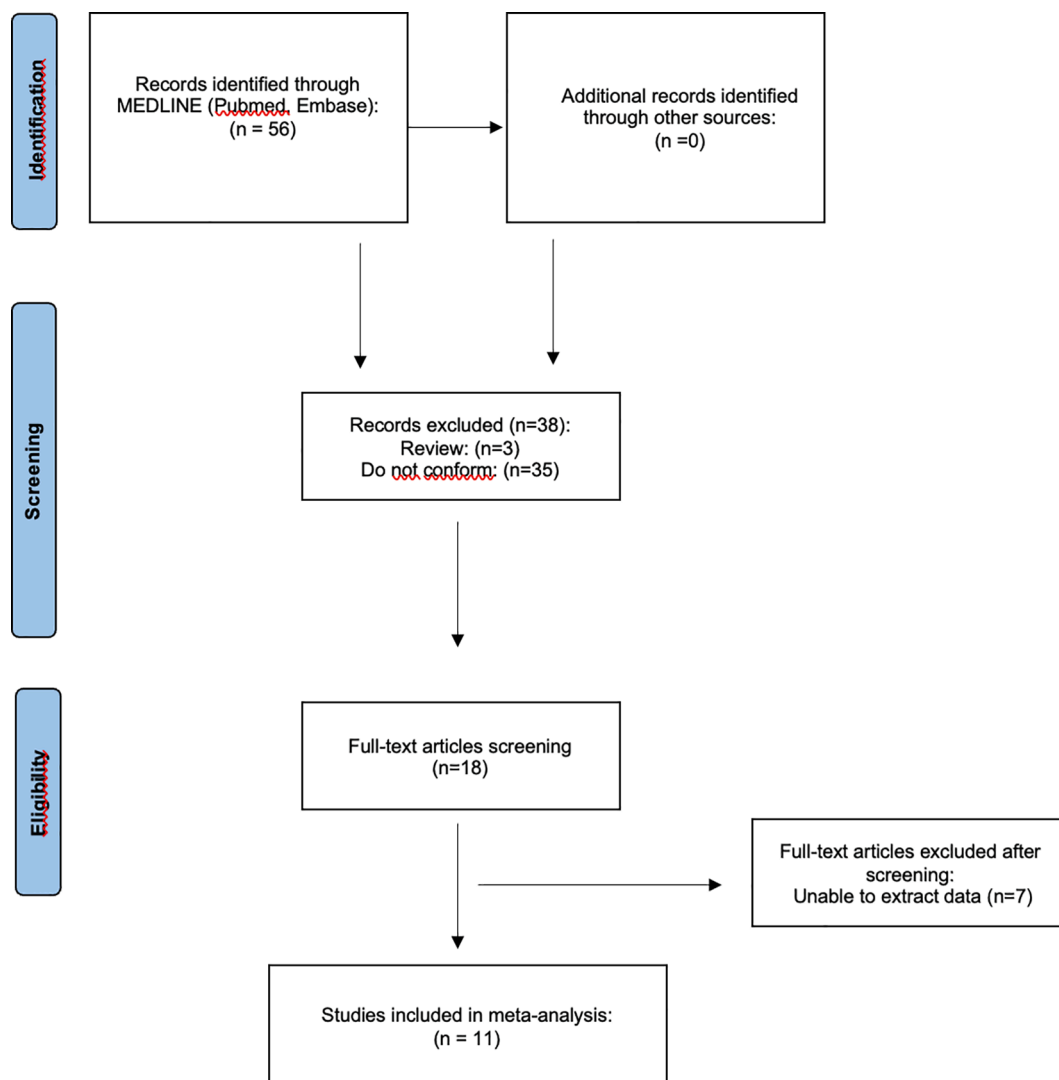 Identification
Records identified through
MEDLINE (Pubmed, Embase):
(n = 56)
Additional records identified
through other sources:
(n =0)
Screening
Records excluded (n=38):
Review: (n=3)
Do not conform: (n=35)
Eligibility
Full-text articles screening
(n=18)
Full-text articles excluded after
screening:
Unable to extract data (n=7)
Studies included in meta-analysis:
(n = 11)